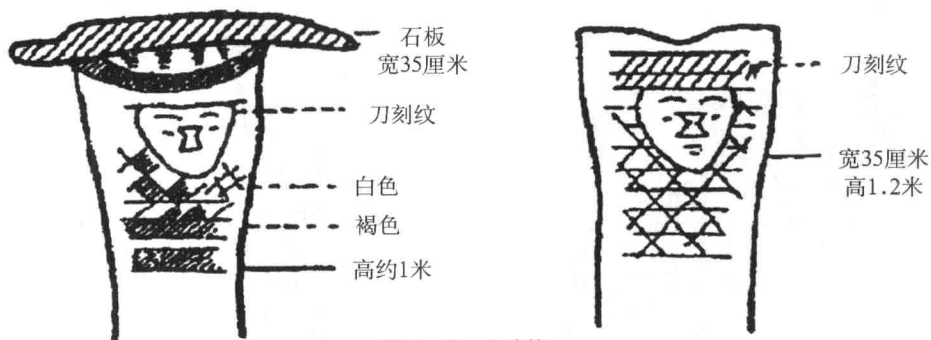 石板
宽35厘米
刀刻纹
白色
褐色
高约1米
刀刻纹
宽35厘米
高1.2米